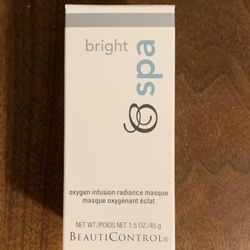 bright
spa
oxygen infusion radiance masque
masque oxygénant éclat
NET WT./POIDS NET 1.5 OZ./45 g
BEAUTICONTROL®